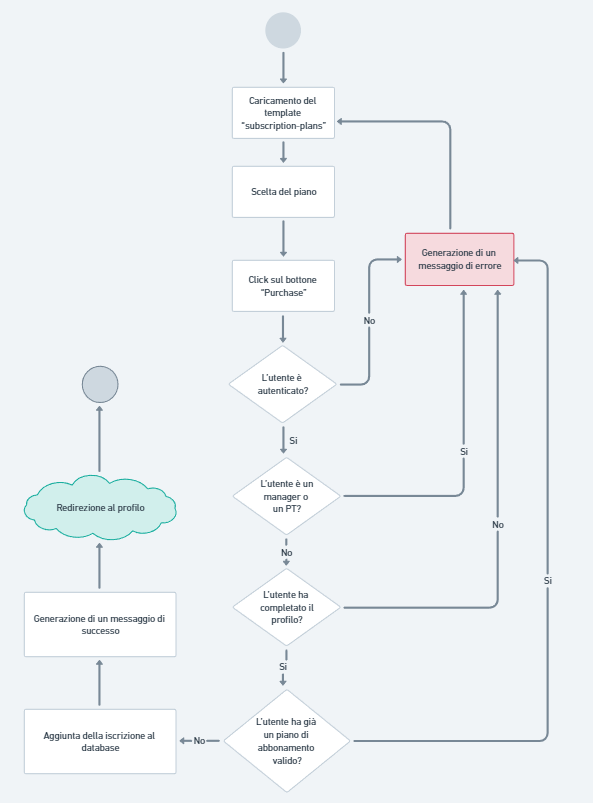 Caricamento del
template
“subscription-plans”
Scelta del piano
Generazione di un
messaggio di errore
Click sul bottone
“Purchase”
No
L'utente è
autenticato?
Si
Si
L'utente è un
manager o
un PT?
Redirezione al profilo
No
No
L'utente ha
completato il
profilo?
Si
Generazione di un messaggio di
successo
Si
L'utente ha già
un piano di
abbonamento
valido?
No
Aggiunta della iscrizione al
database